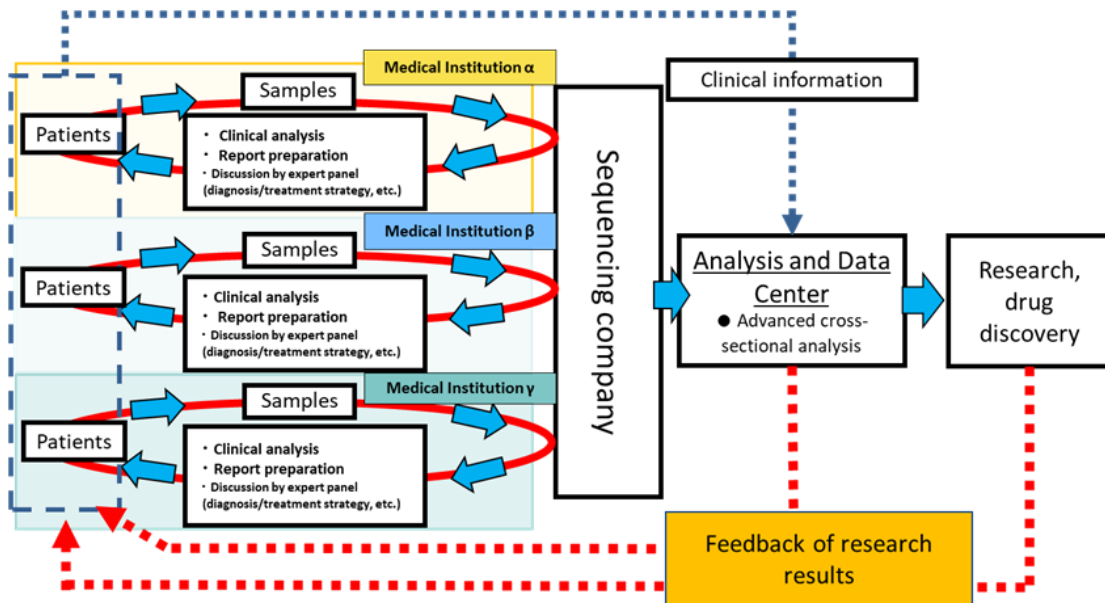 Medical Institution α
Samples
Patients
・ Clinical analysis
・ Report preparation
・Discussion by expert panel
(diagnosis/treatment strategy, etc.)
Medical Institution β
Samples
Patients
・ Clinical analysis
・ Report preparation
・Discussion by expert panel
(diagnosis/treatment strategy, etc.)
Medical Institution γ
Samples
Patients
・ Clinical analysis
・ Report preparation
・Discussion by expert panel
(diagnosis/treatment strategy, etc.)
Sequencing company
Clinical information
Analysis and Data
Center
● Advanced cross-
sectional analysis
Research,
drug
discovery
Feedback of research
results